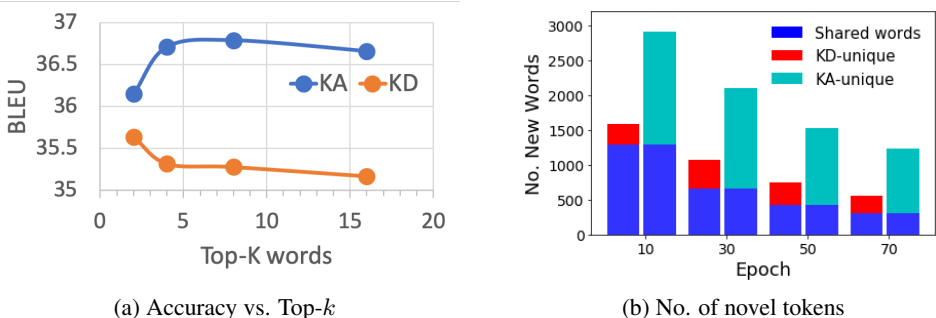 37
36.5
36
35.5
35
BLEU
KA
KD
0 5 10 15 20
Top-K words
(a) Accuracy vs. Top-k
3000
2500
2000
1500
1000
500
0
No. New Words
Shared words
KD-unique
KA-unique
10 30 50 70
Epoch
(b) No. of novel tokens